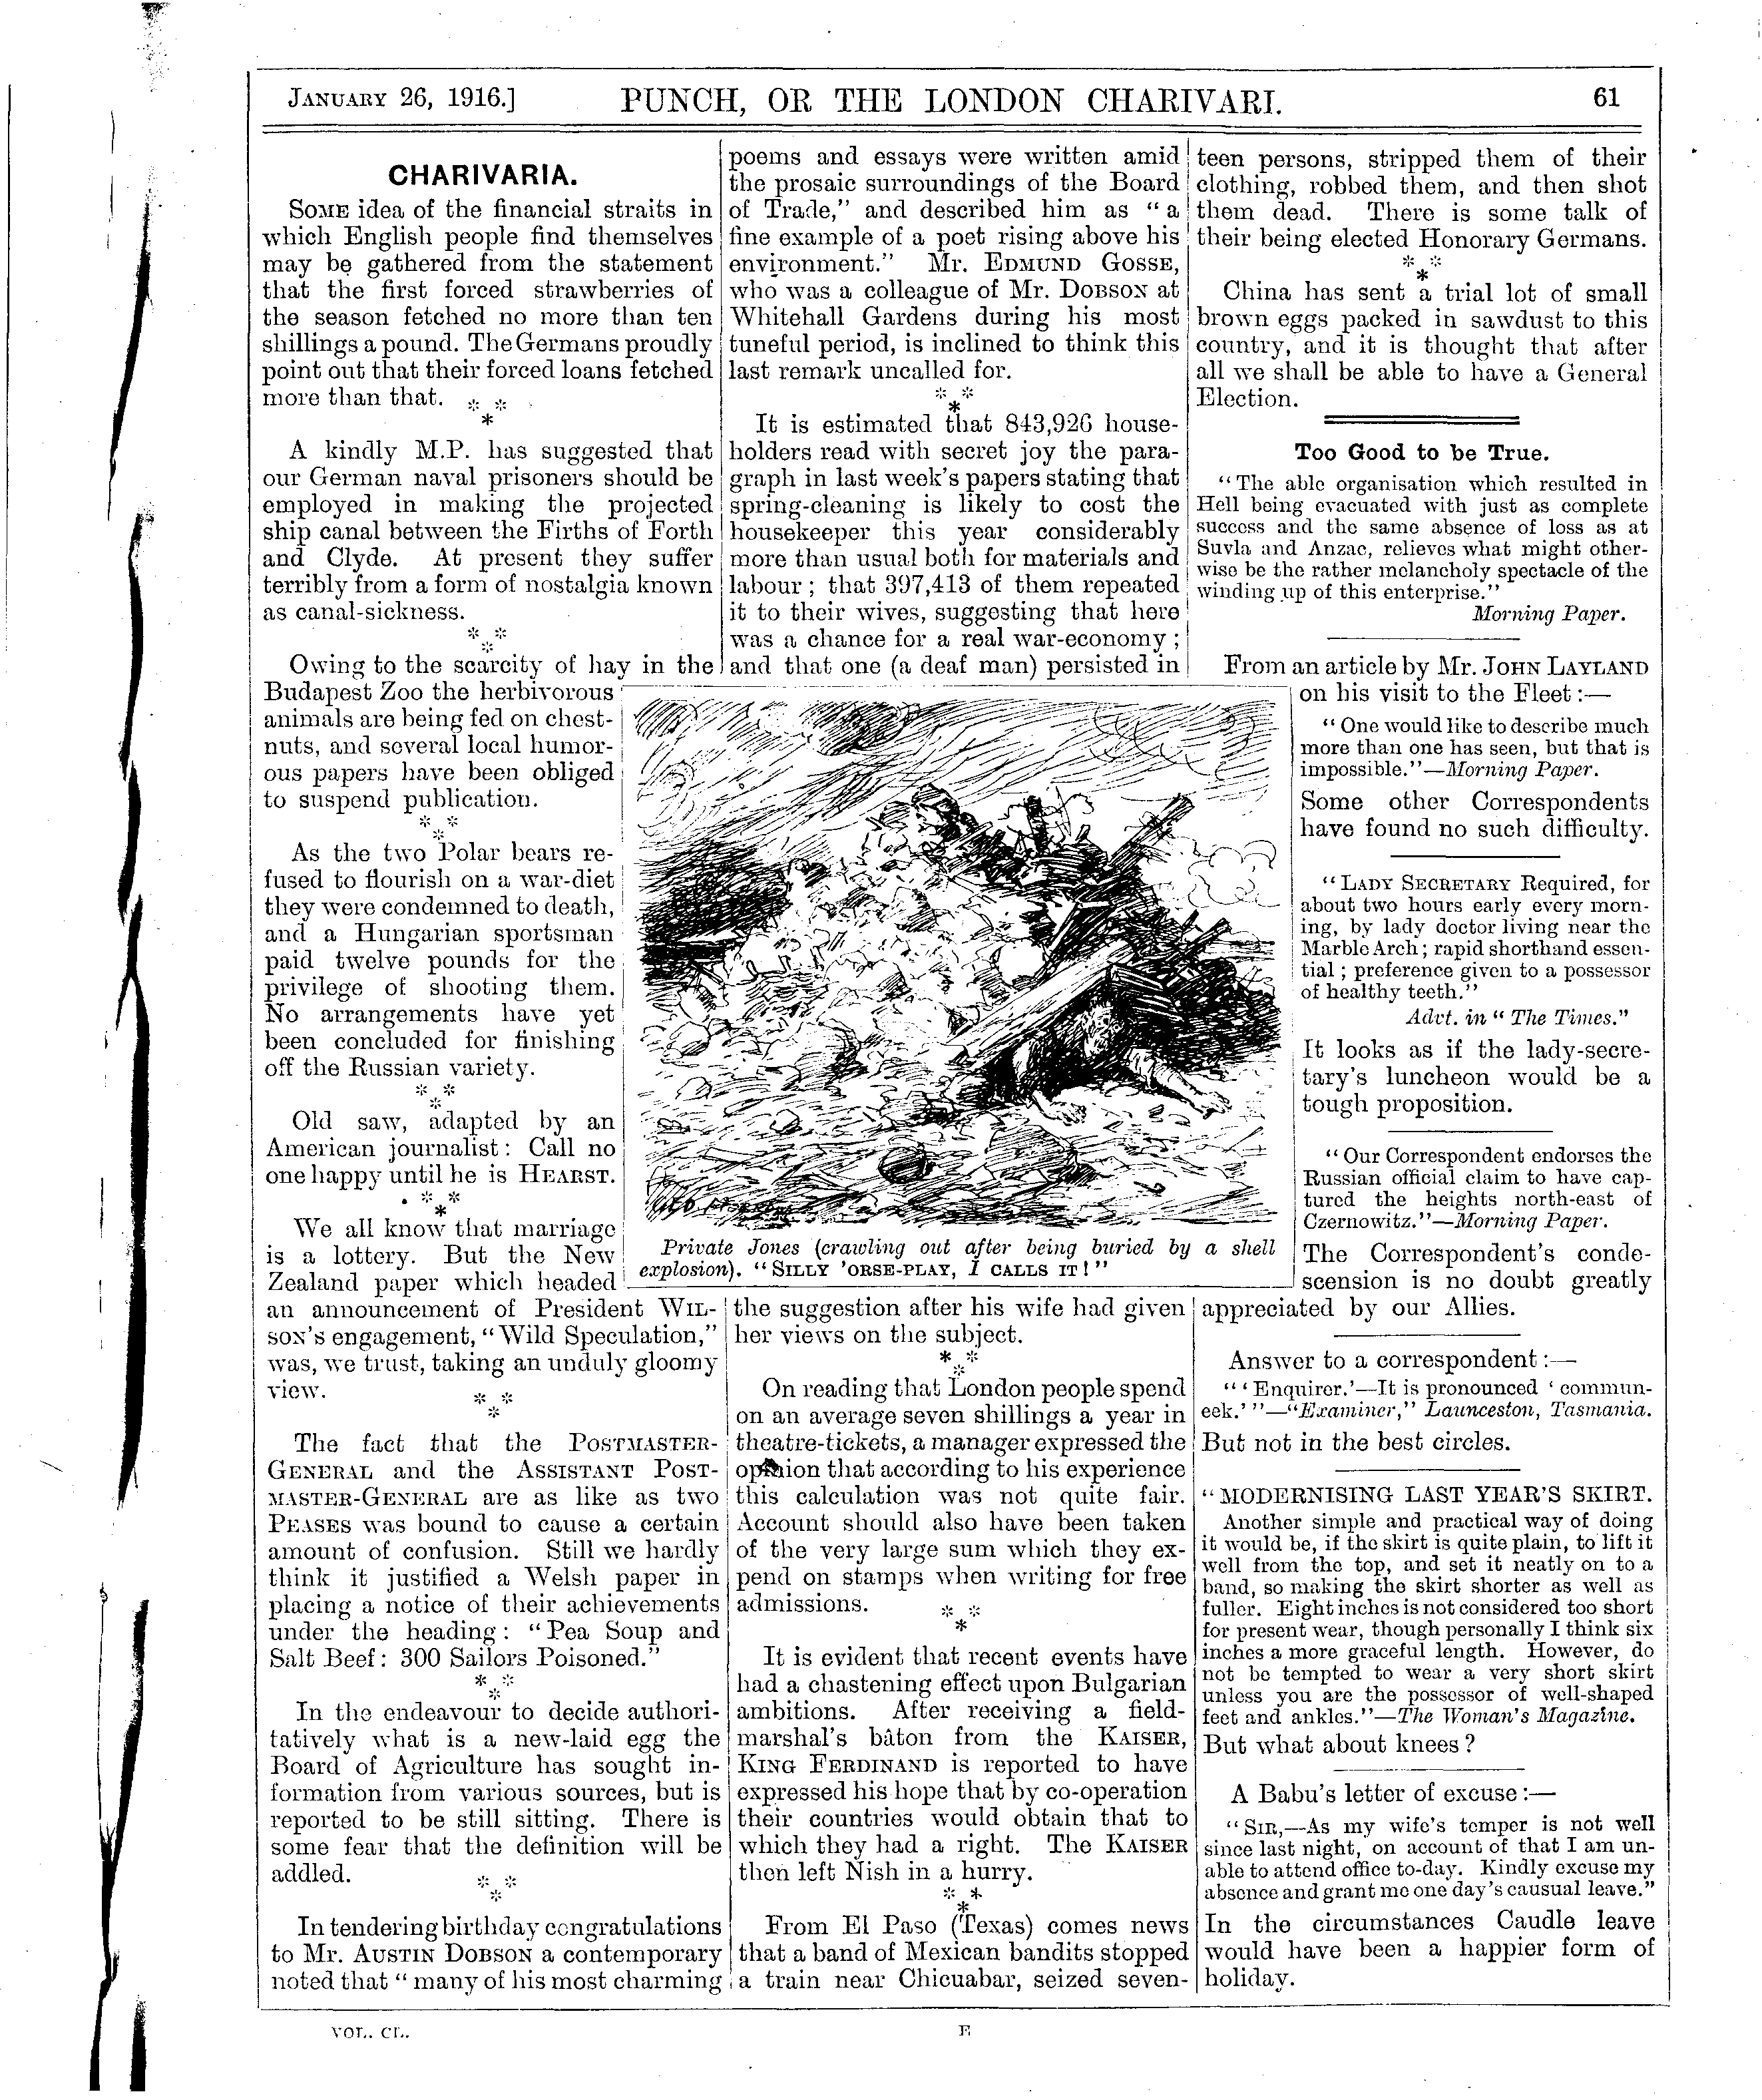 JANUARY 26, 1916.] PUNCH, OR THE LONDON CHARIVARI. 61
CHARIVARIA.
SOME idea of the financial straits in
which English people find themselves
may be gathered from the statement
that the first forced strawberries of
the season fetched no more than ten
shillings a pound. The Germans proudly
point out that their forced loans fetched
more than that.
* *
*
A kindly M.P. has suggested that
our German naval prisoners should be
employed in making the projected
ship canal between the Firths of Forth
and Clyde. At present they suffer
terribly from a form of nostalgia known
as canal-sickness.
* *
*
Owing to the scarcity of hay in the
Budapest Zoo the herbivorous
animals are being fed on chest-
nuts, and several local humor-
ous papers have been obliged
to suspend publication.
* *
*
As the two Polar bears re-
fused to flourish on a war-diet
they were condemned to death,
and a Hungarian sportsman
paid twelve pounds for the
privilege of shooting them.
No arrangements have yet
been concluded for finishing
off the Russian variety.
* *
*
Old saw, adapted by an
American journalist: Call no
one happy until he is HEARST.
* *
*
We all know that marriage
is a lottery. But the New
Zealand paper which headed
an announcement of President WIL-
SON'S engagement, "Wild Speculation,"
was, we trust, taking an unduly gloomy
view.
* *
*
The fact that the POSTMASTER-
GENERAL and the ASSISTANT POST-
MASTER-GENERAL are as like as two
PEASES was bound to cause a certain
amount of confusion. Still we hardly
think it justified a Welsh paper in
placing a notice of their achievements
under the heading: "Pea Soup and
Salt Beef: 300 Sailors Poisoned."
* *
*
In the endeavour to decide authori-
tatively what is a new-laid egg the
Board of Agriculture has sought in-
formation from various sources, but is
reported to be still sitting. There is
some fear that the definition will be
addled.
* *
*
In tendering birthday congratulations
to Mr. AUSTIN DOBSON a contemporary
noted that "many of his most charming
poems and essays were written amid
the prosaic surroundings of the Board
of Trade," and described him as "a
fine example of a poet rising above his
environment." Mr. EDMUND GOSSE,
who was a colleague of Mr. DOBSON at
Whitehall Gardens during his most
tuneful period, is inclined to think this
last remark uncalled for.
* *
*
It is estimated that 843,926 house-
holders read with secret joy the para-
graph in last week's papers stating that
spring-cleaning is likely to cost the
housekeeper this year considerably
more than usual both for materials and
labour; that 397,413 of them repeated
it to their wives, suggesting that here
was a chance for a real war-economy;
and that one (a deaf man) persisted in
Private Jones (crawling out after being buried by a shell
explosion). "SILLY 'ORSE-PLAY, I CALLS IT!"
the suggestion after his wife had given
her views on the subject.
* *
*
On reading that London people spend
on an average seven shillings a year in
theatre-tickets, a manager expressed the
opinion that according to his experience
this calculation was not quite fair.
Account should also have been taken
of the very large sum which they ex-
pend on stamps when writing for free
admissions.
* *
*
It is evident that recent events have
had a chastening effect upon Bulgarian
ambitions. After receiving a field-
marshal's bâton from the KAISER,
KING FERDINAND is reported to have
expressed his hope that by co-operation
their countries would obtain that to
which they had a right. The KAISER
then left Nish in a hurry.
* *
*
From El Paso (Texas) comes news
that a band of Mexican bandits stopped
a train near Chicuabar, seized seven-
teen persons, stripped them of their
clothing, robbed them, and then shot
them dead. There is some talk of
their being elected Honorary Germans.
* *
*
China has sent a trial lot of small
brown eggs packed in sawdust to this
country, and it is thought that after
all we shall be able to have a General
Election.
Too Good to be True.
"The able organisation which resulted in
Hell being evacuated with just as complete
success and the same absence of loss as at
Suvla and Anzac, relieves what might other-
wise be the rather melancholy spectacle of the
winding up of this enterprise."
Morning Paper.
From an article by Mr. JOHN LAYLAND
on his visit to the Fleet:—
"One would like to describe much
more than one has seen, but that is
impossible."—Morning Paper.
Some other Correspondents
have found no such difficulty.
"LADY SECRETARY Required, for
about two hours early every morn-
ing, by lady doctor living near the
Marble Arch; rapid shorthand essen-
tial; preference given to a possessor
of healthy teeth."
Advt. in "The Times."
It looks as if the lady-secre-
tary's luncheon would be a
tough proposition.
"Our Correspondent endorses the
Russian official claim to have cap-
tured the heights north-east of
Czernowitz."—Morning Paper.
The Correspondent's conde-
scension is no doubt greatly
appreciated by our Allies.
Answer to a correspondent:—
"'Enquirer.'—It is pronounced 'commun-
eek.'"—"Examiner," Launceston, Tasmania.
But not in the best circles.
"MODERNISING LAST YEAR'S SKIRT.
Another simple and practical way of doing
it would be, if the skirt is quite plain, to lift it
well from the top, and set it neatly on to a
band, so making the skirt shorter as well as
fuller. Eight inches is not considered too short
for present wear, though personally I think six
inches a more graceful length. However, do
not be tempted to wear a very short skirt
unless you are the possessor of well-shaped
feet and ankles."—The Woman's Magazine.
But what about knees?
A Babu's letter of excuse:—
"SIR,—As my wife's temper is not well
since last night, on account of that I am un-
able to attend office to-day. Kindly excuse my
absence and grant me one day's causual leave."
In the circumstances Caudle leave
would have been a happier form of
holiday.
VOL. CL. E